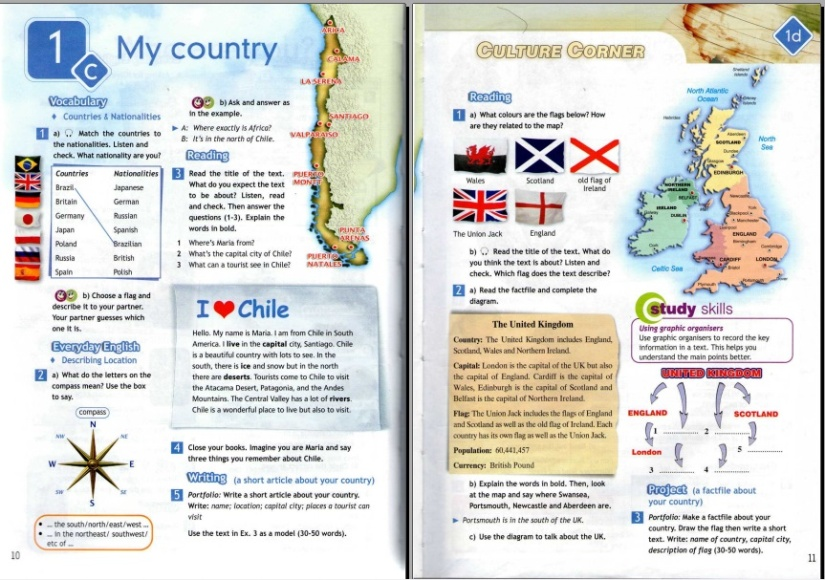 1 C My country
Vocabulary
Countries & Nationalities
1 a) Match the countries to
the nationalities. Listen and
check. What nationality are you?
Countries Nationalities
Brazil Japanese
Britain German
Germany Russian
Japan Spanish
Poland Brazilian
Russia British
Spain Polish
b) Choose a flag and
describe it to your partner.
Your partner guesses which
one it is.
Everyday English
Describing Location
2 a) What do the letters on the
compass mean? Use the box
to say.
compass
N
NW NE
W E
SW SE
S
• ... the south/north/east/west ...
• ... in the northeast/ southwest/
etc of ...
10
b) Ask and answer as
in the example.
A: Where exactly is Africa?
B: It's in the north of Chile.
Reading
3 Read the title of the text.
What do you expect the text
to be about? Listen, read
and check. Then answer the
questions (1-3). Explain the
words in bold.
1 Where's Maria from?
2 What's the capital city of Chile?
3 What can a tourist see in Chile?
ARICA
CALAMA
LA SERENA
SANTIAGO
VALPARAISO
PUERTO
MONTT
PUNTA
ARENAS
PUERTO
NATALES
I Chile
Hello. My name is Maria. I am from Chile in South
America. I live in the capital city, Santiago. Chile
is a beautiful country with lots to see. In the
south, there is ice and snow but in the north
there are deserts. Tourists come to Chile to visit
the Atacama Desert, Patagonia, and the Andes
Mountains. The Central Valley has a lot of rivers.
Chile is a wonderful place to live but also to visit.
4 Close your books. Imagine you are Maria and say
three things you remember about Chile.
Writing (a short article about your country)
5 Portfolio: Write a short article about your country.
Write: name; location; capital city; places a tourist can
visit
Use the text in Ex. 3 as a model (30-50 words).
CULTURE CORNER
1d
Reading
1 a) What colours are the flags below? How
are they related to the map?
Wales Scotland old flag of
Ireland
The Union Jack England
b) Read the title of the text. What do
you think the text is about? Listen and
check. Which flag does the text describe?
2 a) Read the factfile and complete the
diagram.
The United Kingdom
Country: The United Kingdom includes England,
Scotland, Wales and Northern Ireland.
Capital: London is the capital of the UK but also
the capital of England. Cardiff is the capital of
Wales, Edinburgh is the capital of Scotland and
Belfast is the capital of Northern Ireland.
Flag: The Union Jack includes the flags of England
and Scotland as well as the old flag of Ireland. Each
country has its own flag as well as the Union Jack.
Population: 60,441,457
Currency: British Pound
b) Explain the words in bold. Then, look
at the map and say where Swansea,
Portsmouth, Newcastle and Aberdeen are.
Portsmouth is in the south of the UK.
c) Use the diagram to talk about the UK.
Shetland
Islands
North Atlantic
Ocean
Hebrides
Aberdeen
SCOTLAND
Dundee
Glasgow
EDINBURGH
North
Sea
NORTHERN
IRELAND
BELFAST
Newcastle
IRELAND
Galway
DUBLIN
Cork
Blackpool
Manchester
ENGLAND
Birmingham
Cambridge
CARDIFF
LONDON
Bristol
Portsmouth
Plymouth
Celtic Sea
study skills
Using graphic organisers
Use graphic organisers to record the key
information in a text. This helps you
understand the main points better.
UNITED KINGDOM
ENGLAND SCOTLAND
1 ............ 2 ............
London 5 ............
3 ............ 4 ............
Project (a factfile about
your country)
3 Portfolio: Make a factfile about your
country. Draw the flag then write a short
text. Write: name of country, capital city,
description of flag (30-50 words).
11